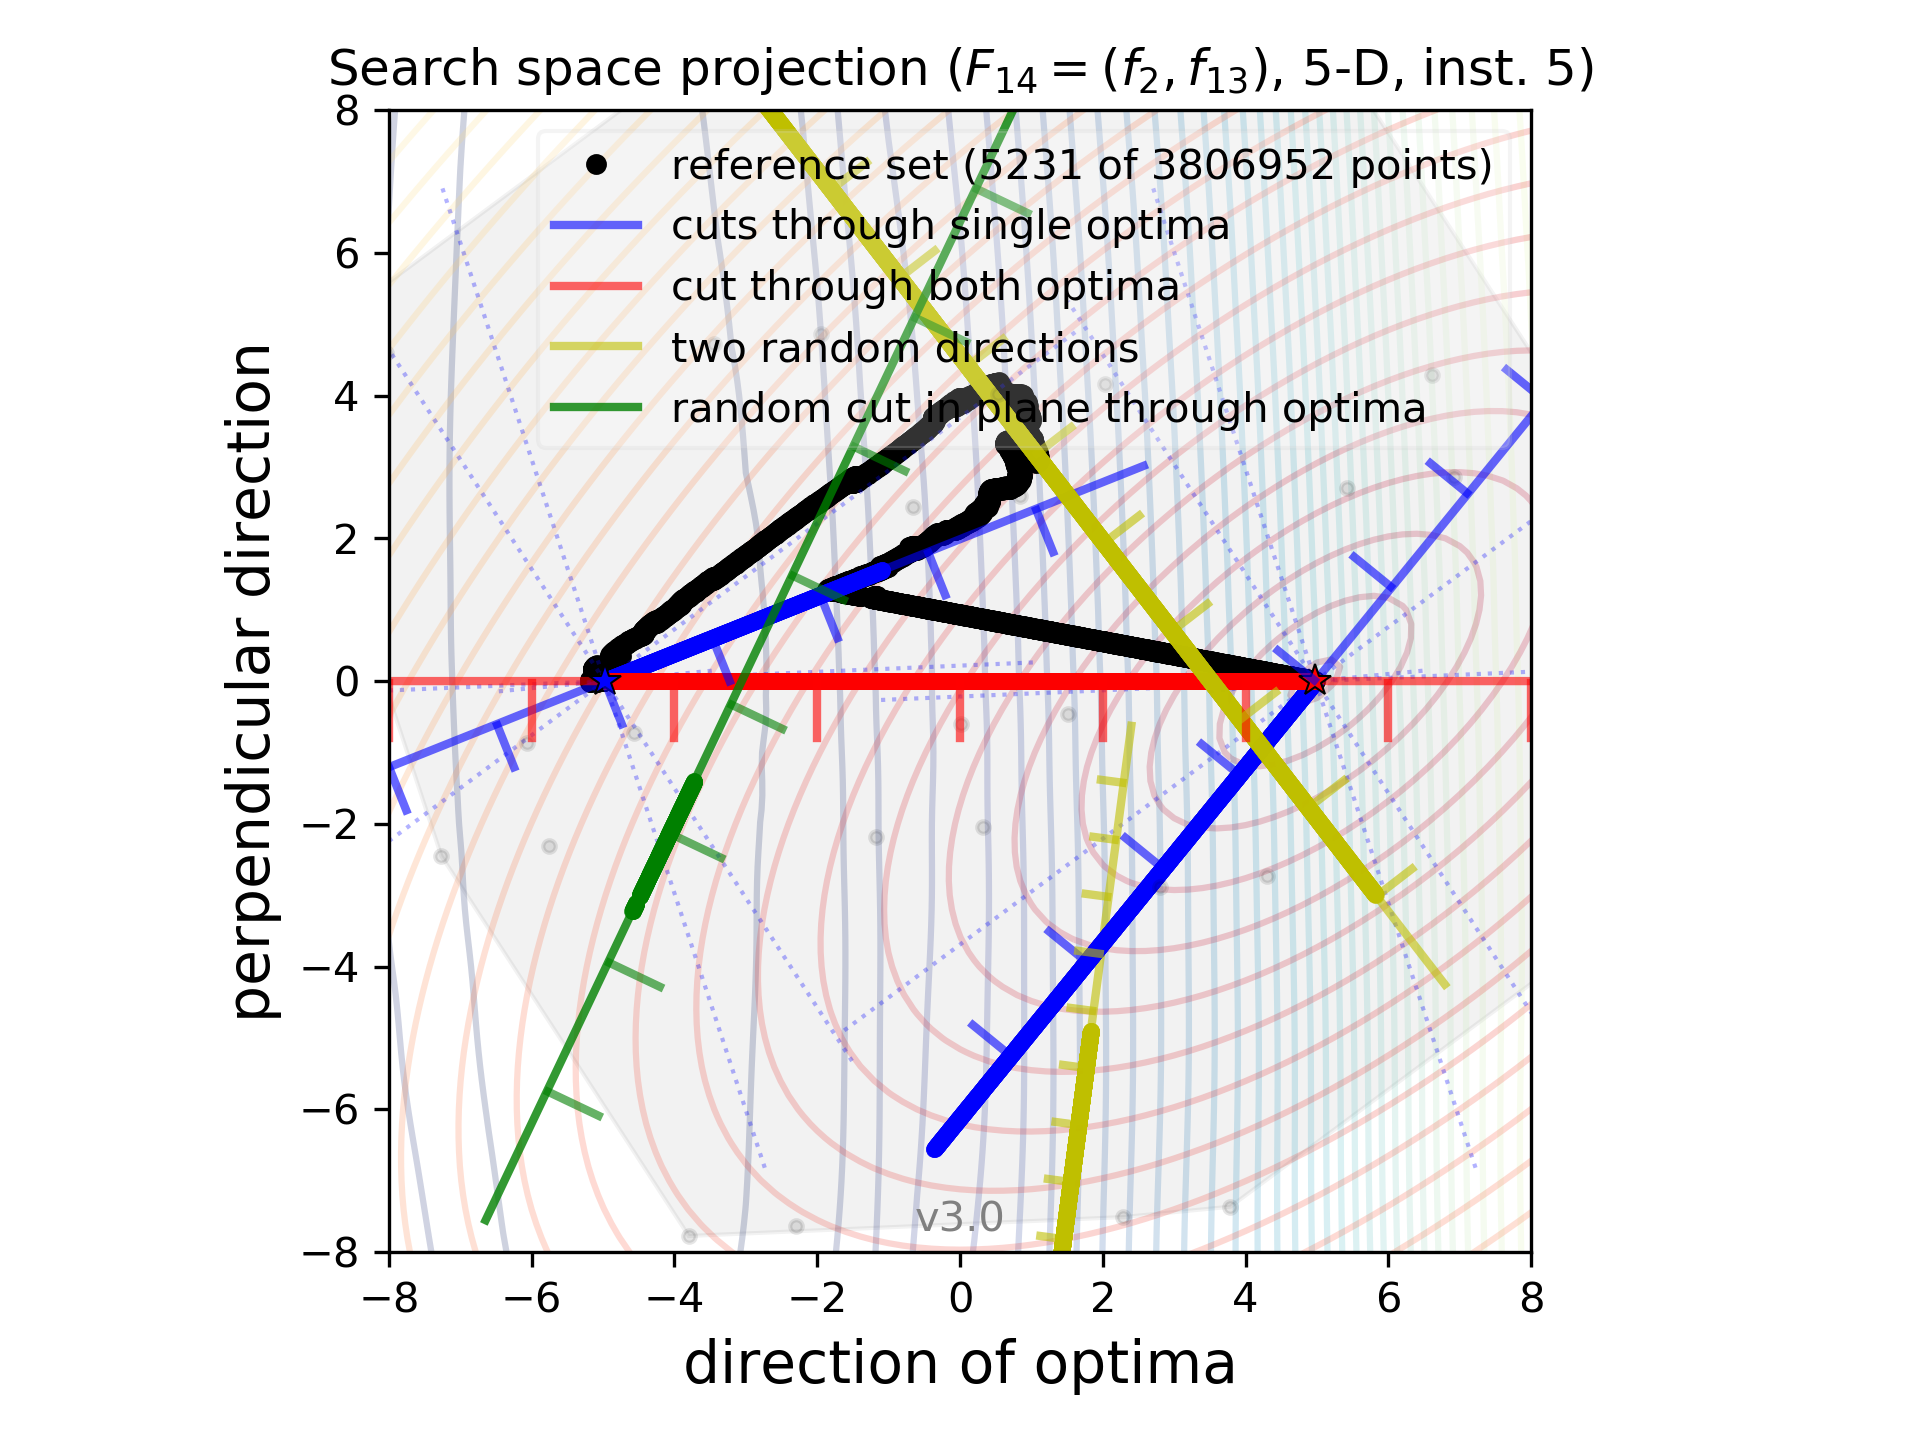 Search space projection (F₁₄ = (f₂, f₁₃), 5-D, inst. 5)
8
6
4
2
0
−2
−4
−6
−8
perpendicular direction
reference set (5231 of 3806952 points)
cuts through single optima
cut through both optima
two random directions
random cut in plane through optima
v3.0
−8 −6 −4 −2 0 2 4 6 8
direction of optima